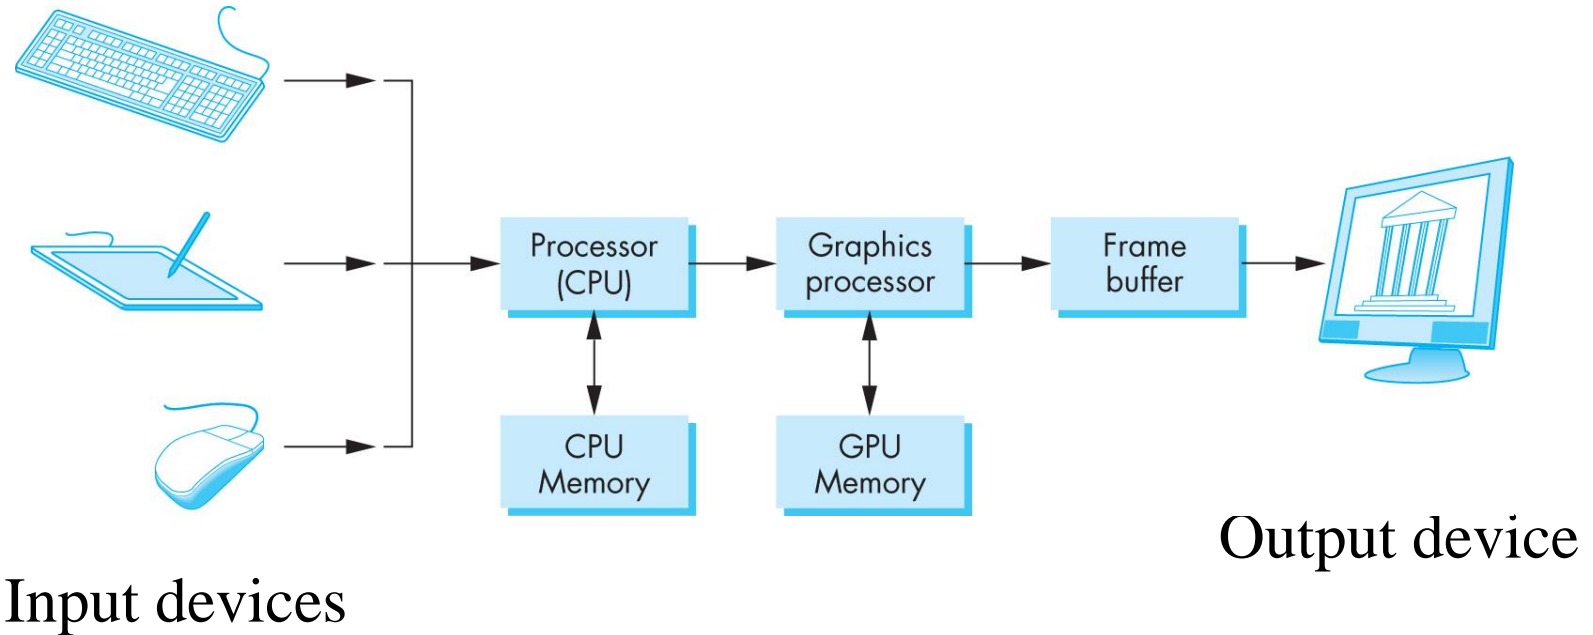 Processor
(CPU)
Graphics
processor
Frame
buffer
CPU
Memory
GPU
Memory
Output device
Input devices